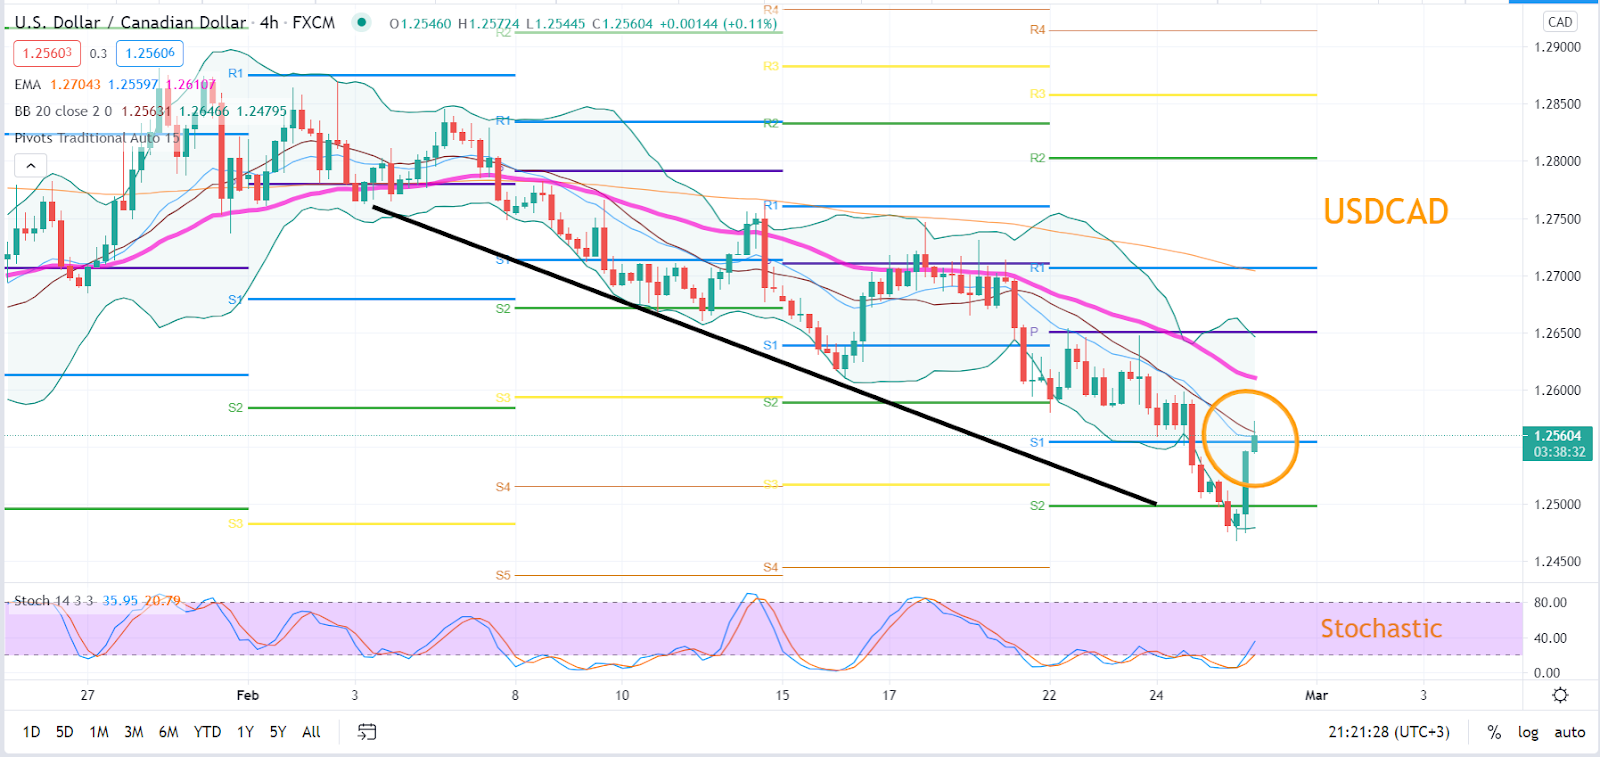 U.S. Dollar / Canadian Dollar · 4h · FXCM O1.25460 H1.25724 L1.25445 C1.25604 +0.00144 (+0.11%)
1.25603 0.3 1.25606
EMA 1.27043 1.25597 1.26107
BB 20 close 2 0 1.25631 1.26466 1.24795
Pivots Traditional Auto 15
CAD
R4
R4
R2
R3
R1
R3
R1
R2
R2
R1
R1
S1
S1
S2
P
S1
S3
S2
S2
S1
S4
S3
S2
S3
S4
S5
USDCAD
1.29000
1.28500
1.28000
1.27500
1.27000
1.26500
1.26000
1.25604
03:38:32
1.25000
1.24500
Stoch 14 3 3 35.95 20.79
Stochastic
80.00
40.00
0.00
27 Feb 3 8 10 15 17 22 24 Mar 3
1D 5D 1M 3M 6M YTD 1Y 5Y All
21:21:28 (UTC+3) % log auto